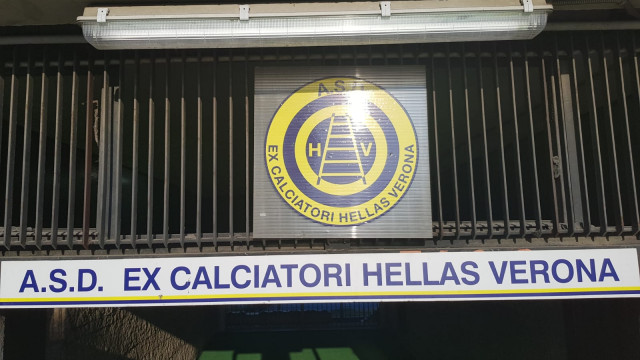 A.S.D.
H V
EX CALCIATORI HELLAS VERONA
A.S.D. EX CALCIATORI HELLAS VERONA